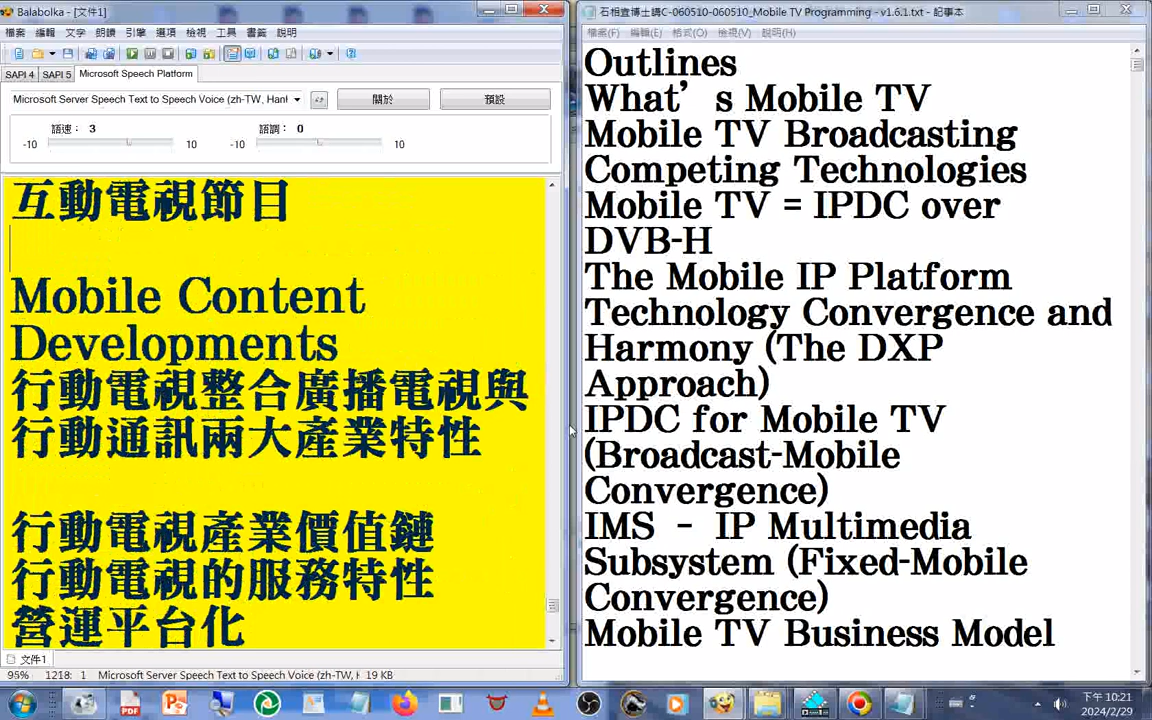 Balabolka - [文件1]
檔案 編輯 文字 朗讀 引擎 選項 檢視 工具 書籤 說明
SAPI 4 SAPI 5 Microsoft Speech Platform
Microsoft Server Speech Text to Speech Voice (zh-TW, Han
關於
預設
語速： 3
-10 10
語調： 0
-10 10
互動電視節目
Mobile Content
Developments
行動電視整合廣播電視與
行動通訊兩大產業特性
行動電視產業價值鏈
行動電視的服務特性
營運平台化
文件1
95% 1218: 1 Microsoft Server Speech Text to Speech Voice (zh-TW, 19 KB
石相宜博士講C-060510-060510_Mobile TV Programming - v1.6.1.txt - 記事本
檔案(F) 編輯(E) 格式(O) 檢視(V) 說明(H)
Outlines
What’s Mobile TV
Mobile TV Broadcasting
Competing Technologies
Mobile TV = IPDC over
DVB-H
The Mobile IP Platform
Technology Convergence and
Harmony (The DXP
Approach)
IPDC for Mobile TV
(Broadcast-Mobile
Convergence)
IMS – IP Multimedia
Subsystem (Fixed-Mobile
Convergence)
Mobile TV Business Model
下午 10:21
2024/2/29